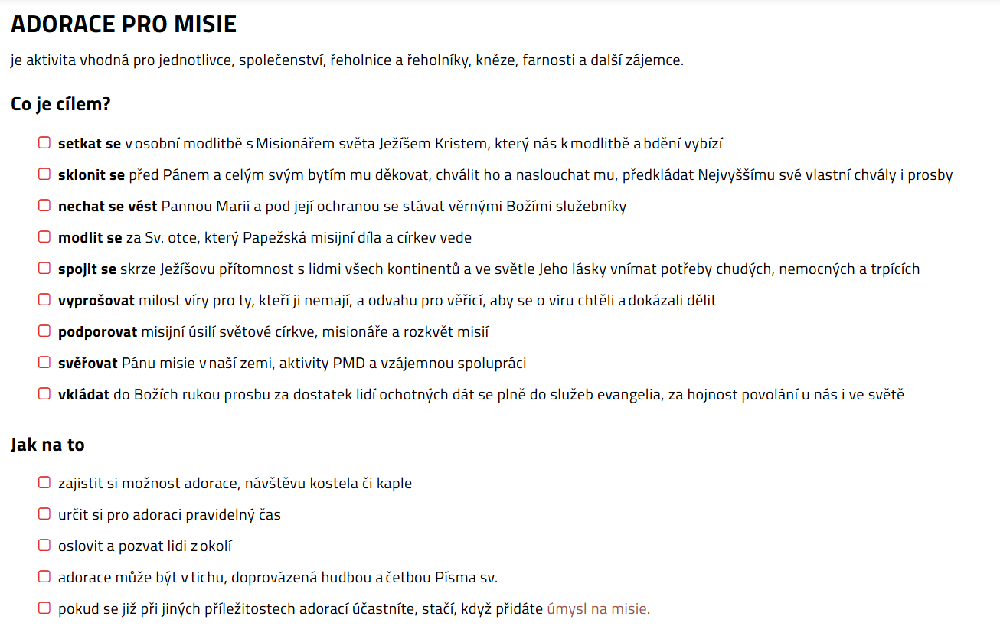 ADORACE PRO MISIE
je aktivita vhodná pro jednotlivce, společenství, řeholnice a řeholníky, kněze, farnosti a další zájemce.
Co je cílem?
setkat se v osobní modlitbě s Misionářem světa Ježíšem Kristem, který nás k modlitbě a bdění vybízí
sklonit se před Pánem a celým svým bytím mu děkovat, chválit ho a naslouchat mu, předkládat Nejvyššímu své vlastní chvály i prosby
nechat se vést Pannou Marií a pod její ochranou se stávat věrnými Božími služebníky
modlit se za Sv. otce, který Papežská misijní díla a církev vede
spojit se skrze Ježíšovu přítomnost s lidmi všech kontinentů a ve světle Jeho lásky vnímat potřeby chudých, nemocných a trpících
vyprošovat milost víry pro ty, kteří ji nemají, a odvahu pro věřící, aby se o víru chtěli a dokázali dělit
podporovat misijní úsilí světové církve, misionáře a rozkvět misií
svěřovat Pánu misie v naší zemi, aktivity PMD a vzájemnou spolupráci
vkládat do Božích rukou prosbu za dostatek lidí ochotných dát se plně do služeb evangelia, za hojnost povolání u nás i ve světě
Jak na to
zajistit si možnost adorace, návštěvu kostela či kaple
určit si pro adoraci pravidelný čas
oslovit a pozvat lidi z okolí
adorace může být v tichu, doprovázená hudbou a četbou Písma sv.
pokud se již při jiných příležitostech adorací účastníte, stačí, když přidáte úmysl na misie.